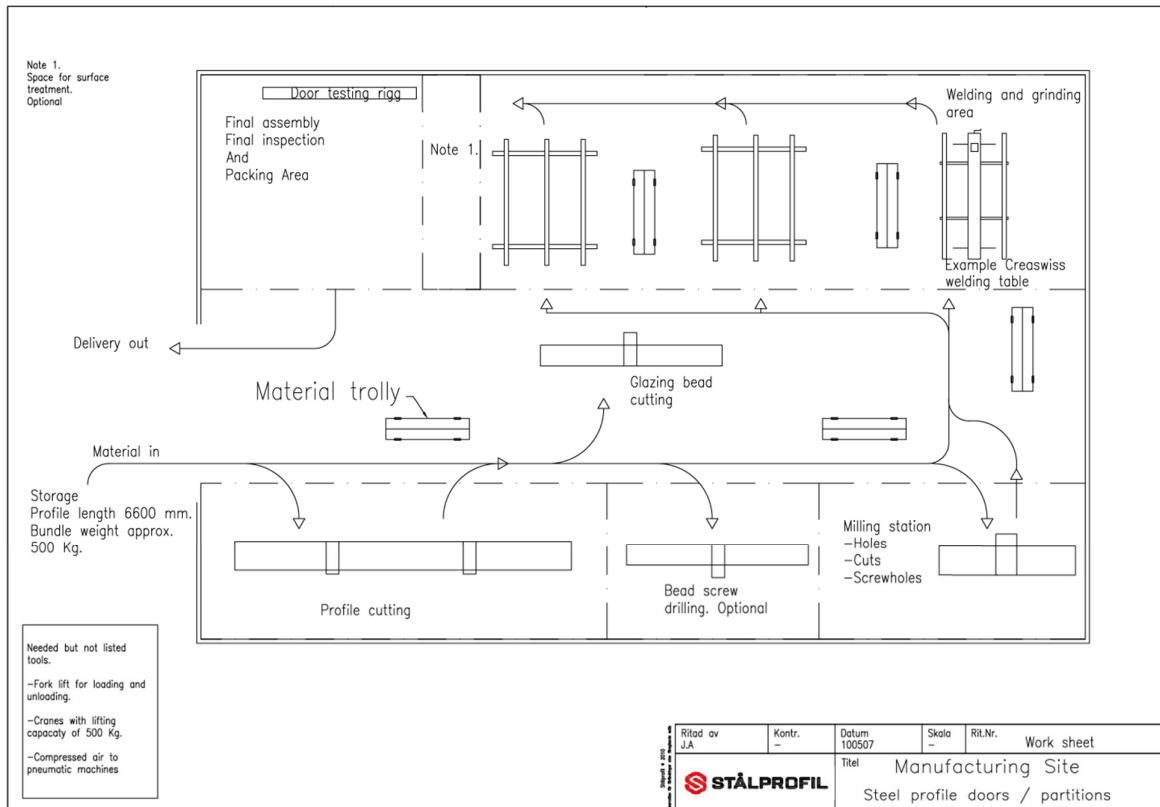 Note 1.
Space for surface
treatment.
Optional
Door testing rigg
Final assembly
Final inspection
And
Packing Area
Note 1.
Welding and grinding
area
Example Creaswiss
welding table
Delivery out
Glazing bead
cutting
Material trolly
Material in
Storage
Profile length 6600 mm.
Bundle weight approx.
500 Kg.
Milling station
-Holes
-Cuts
-Screwholes
Profile cutting
Bead screw
drilling. Optional
Needed but not listed
tools.
-Fork lift for loading and
unloading.
-Cranes with lifting
capacaty of 500 Kg.
-Compressed air to
pneumatic machines
Ritad av
J.A
Kontr.
-
Datum
100507
Skala
-
Rit.Nr.
Work sheet
Titel
Manufacturing Site
Steel profile doors / partitions
STÅLPROFIL